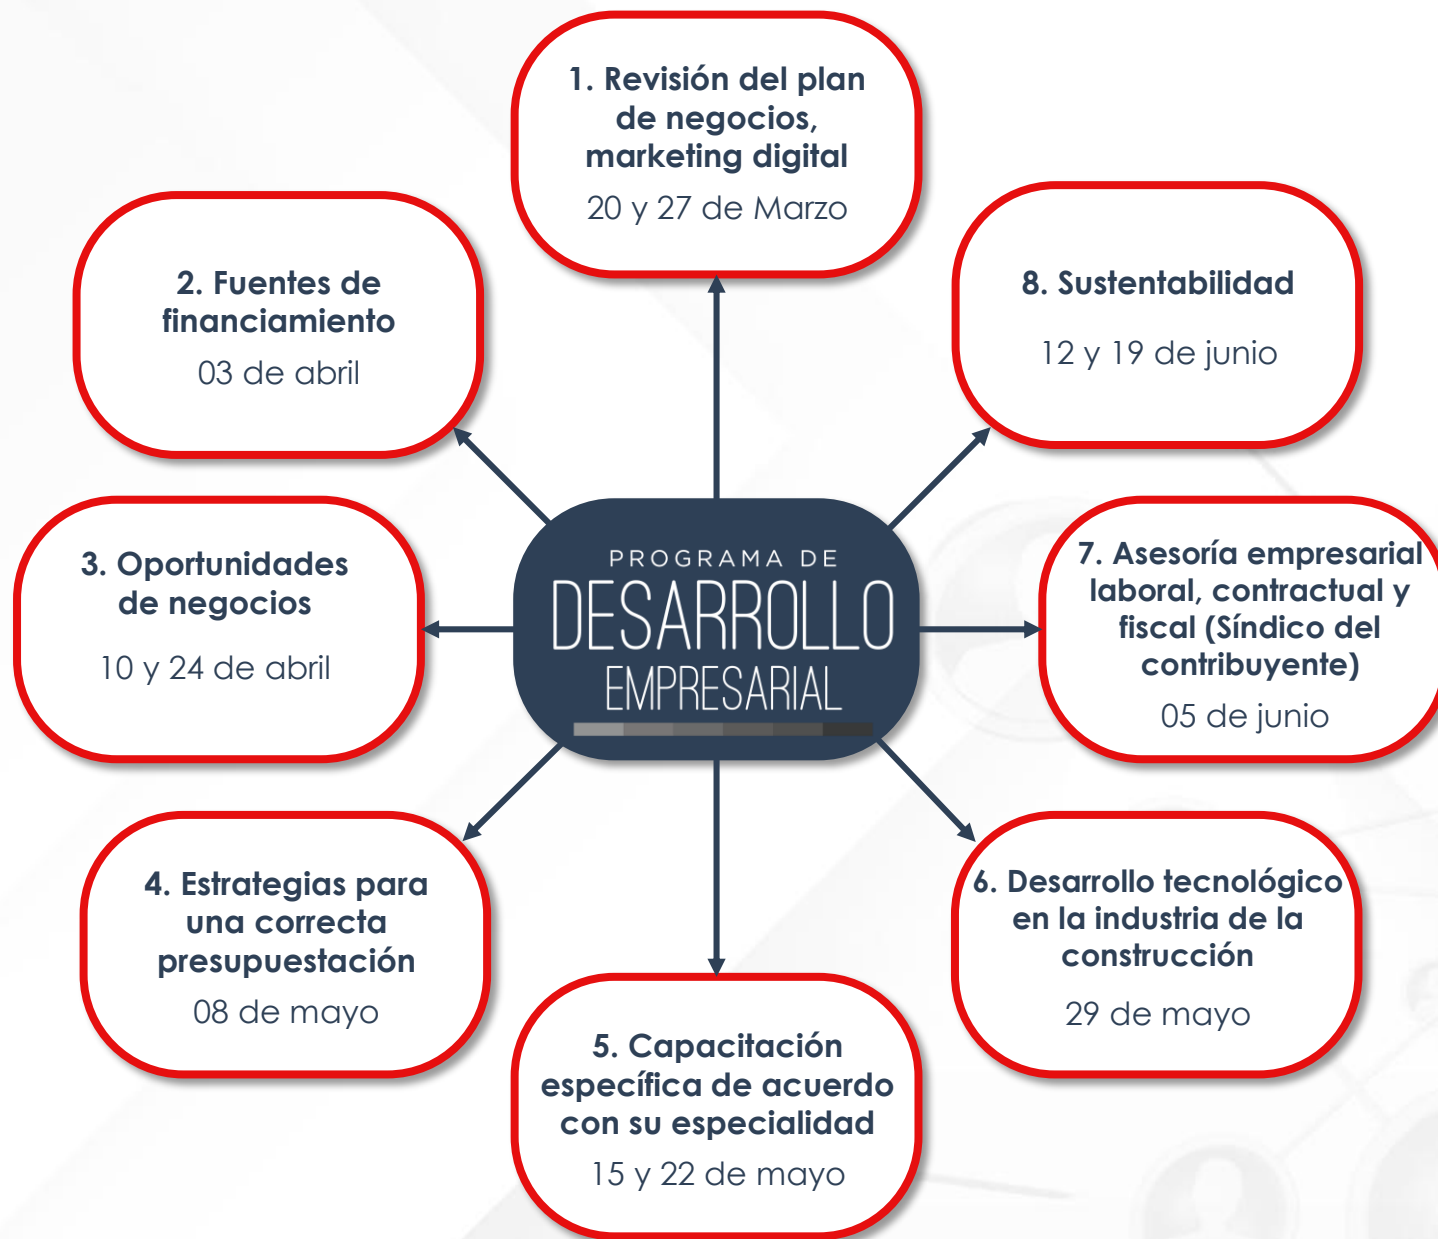 1. Revisión del plan
de negocios,
marketing digital
20 y 27 de Marzo
2. Fuentes de
financiamiento
03 de abril
8. Sustentabilidad
12 y 19 de junio
3. Oportunidades
de negocios
10 y 24 de abril
PROGRAMA DE
DESARROLLO
EMPRESARIAL
7. Asesoría empresarial
laboral, contractual y
fiscal (Síndico del
contribuyente)
05 de junio
4. Estrategias para
una correcta
presupuestación
08 de mayo
6. Desarrollo tecnológico
en la industria de la
construcción
29 de mayo
5. Capacitación
específica de acuerdo
con su especialidad
15 y 22 de mayo